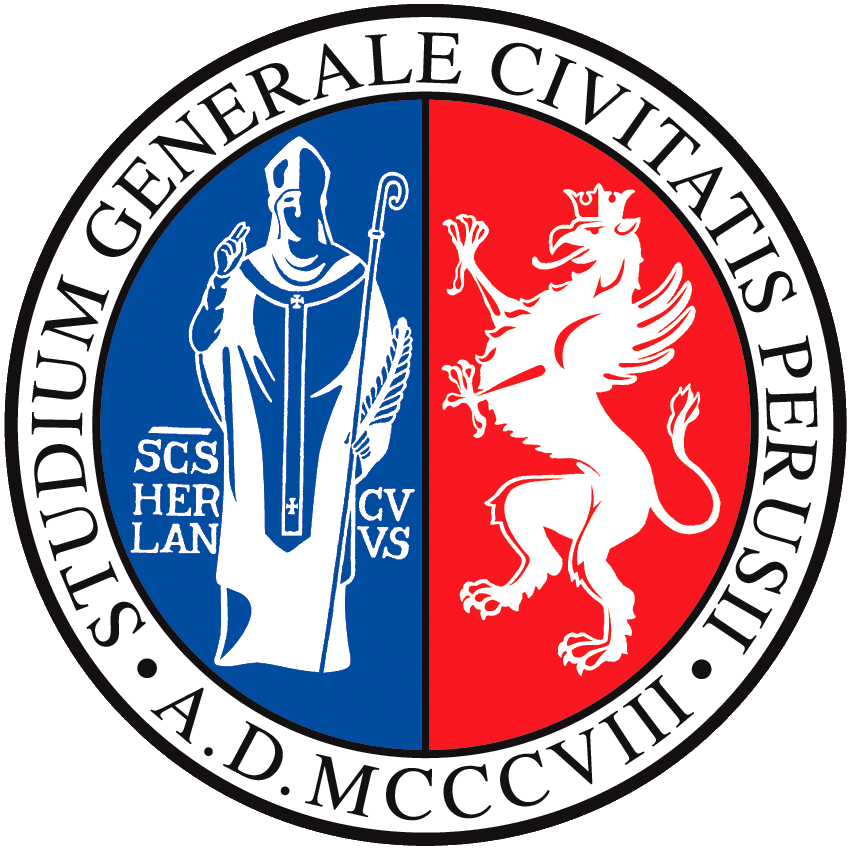 STUDIUM GENERALE CIVITATIS PERUSII
• A.D. MCCCVIII •
SCS
HER CV
LAN VS